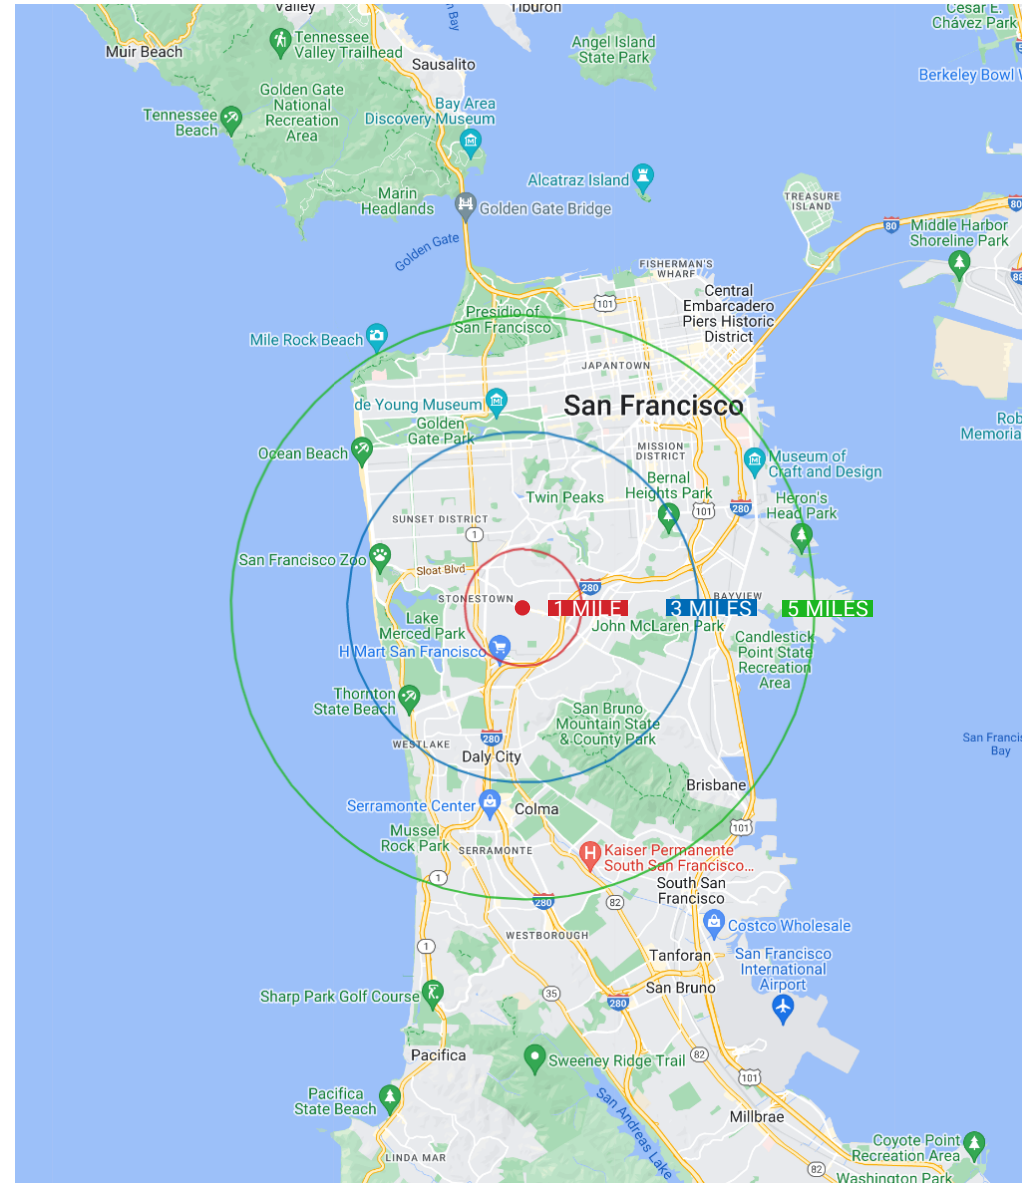 Valley
Tiburon
Cesar E.
Chávez Park
Muir Beach
Tennessee
Valley Trailhead
Sausalito
Angel Island
State Park
Berkeley Bowl
Golden Gate
National
Recreation
Area
Tennessee
Beach
Bay Area
Discovery Museum
Alcatraz Island
Marin
Headlands
Golden Gate Bridge
TREASURE
ISLAND
80
80
Middle Harbor
Shoreline Park
Golden Gate
FISHERMAN'S
WHARF
Central
Embarcadero
Piers Historic
District
101
Presidio of
San Francisco
Mile Rock Beach
JAPANTOWN
de Young Museum
San Francisco
Golden
Gate Park
Ocean Beach
MISSION
DISTRICT
Museum of
Craft and Design
Bernal
Heights Park
Twin Peaks
Heron's
Head Park
101
280
SUNSET DISTRICT
1
San Francisco Zoo
Sloat Blvd
280
STONESTOWN
BAYVIEW
1 MILE
3 MILES
5 MILES
Lake
Merced Park
John McLaren Park
H Mart San Francisco
Candlestick
Point State
Recreation
Area
Thornton
State Beach
San Bruno
Mountain State
& County Park
280
WESTLAKE
San Francis
Bay
Daly City
Brisbane
Serramonte Center
Colma
101
Mussel
Rock Park
SERRAMONTE
Kaiser Permanente
South San Francisco...
1
South San
Francisco
280
82
Costco Wholesale
WESTBOROUGH
1
Tanforan
San Francisco
International
Airport
San Bruno
Sharp Park Golf Course
35
280
Pacifica
Sweeney Ridge Trail
82
101
Pacifica
State Beach
San Andreas Lake
Millbrae
Coyote Point
Recreation Area
LINDA MAR
82
Washington Park